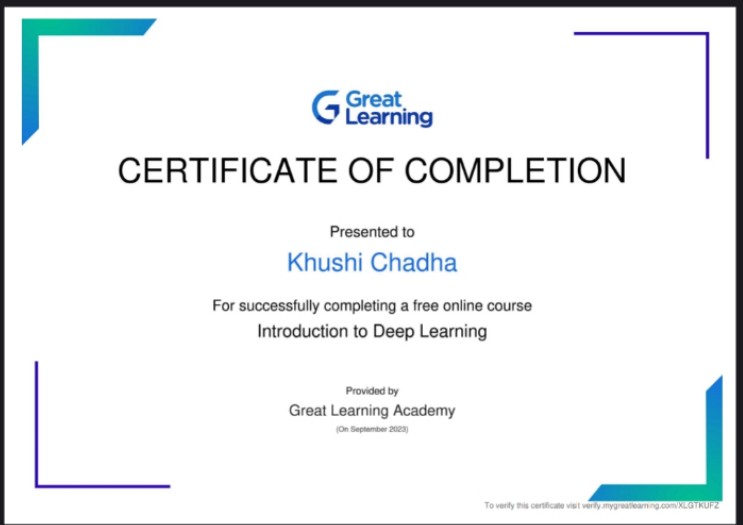 Great
Learning
CERTIFICATE OF COMPLETION
Presented to
Khushi Chadha
For successfully completing a free online course
Introduction to Deep Learning
Provided by
Great Learning Academy
(On September 2023)
To verify this certificate visit verify.mygreatlearning.com/XLGTKUFZ